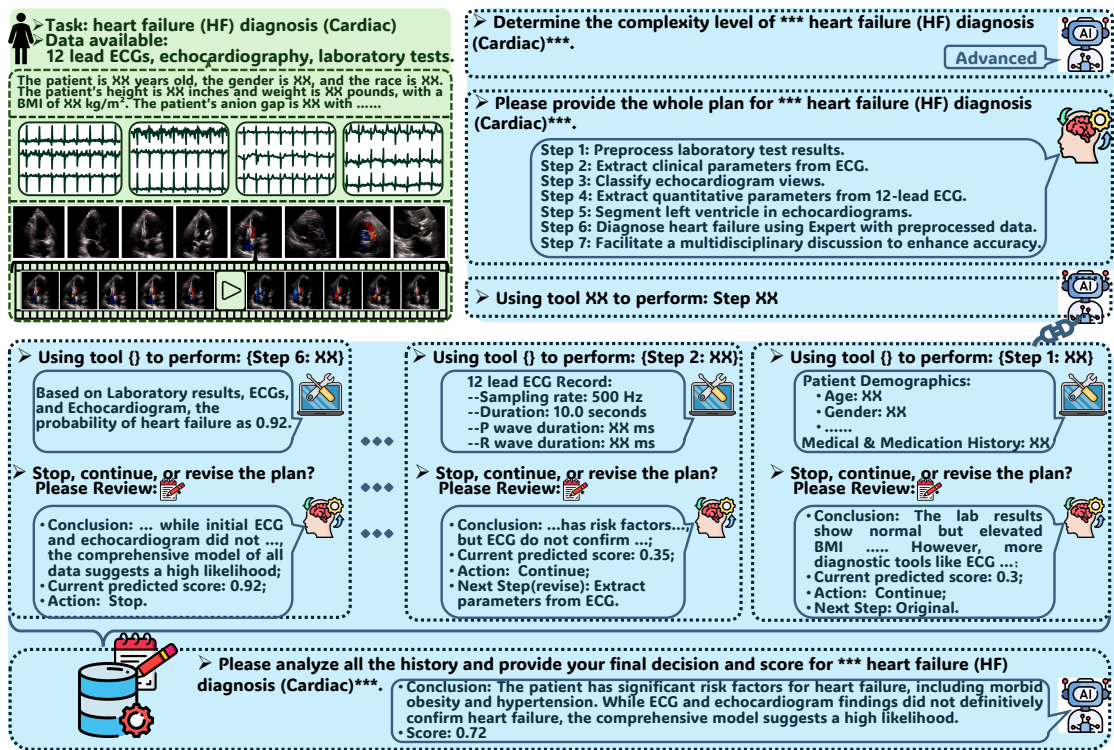 Task: heart failure (HF) diagnosis (Cardiac)
➢Data available:
12 lead ECGs, echocardiography, laboratory tests.
The patient is XX years old, the gender is XX, and the race is XX.
The patient's height is XX inches and weight is XX pounds, with a
BMI of XX kg/m². The patient's anion gap is XX with ......
➢ Determine the complexity level of *** heart failure (HF) diagnosis
(Cardiac)***.
AI
Advanced
➢ Please provide the whole plan for *** heart failure (HF) diagnosis
(Cardiac)***.
Step 1: Preprocess laboratory test results.
Step 2: Extract clinical parameters from ECG.
Step 3: Classify echocardiogram views.
Step 4: Extract quantitative parameters from 12-lead ECG.
Step 5: Segment left ventricle in echocardiograms.
Step 6: Diagnose heart failure using Expert with preprocessed data.
Step 7: Facilitate a multidisciplinary discussion to enhance accuracy.
➢ Using tool XX to perform: Step XX
AI
➢ Using tool {} to perform: {Step 6: XX}
Based on Laboratory results, ECGs,
and Echocardiogram, the
probability of heart failure as 0.92.
➢ Stop, continue, or revise the plan?
Please Review:
• Conclusion: ... while initial ECG
and echocardiogram did not ...,
the comprehensive model of all
data suggests a high likelihood;
• Current predicted score: 0.92;
• Action: Stop.
➢ Using tool {} to perform: {Step 2: XX}
12 lead ECG Record:
--Sampling rate: 500 Hz
--Duration: 10.0 seconds
--P wave duration: XX ms
--R wave duration: XX ms
➢ Stop, continue, or revise the plan?
Please Review:
• Conclusion: ...has risk factors...,
but ECG do not confirm ...;
• Current predicted score: 0.35;
• Action: Continue;
• Next Step(revise): Extract
parameters from ECG.
➢ Using tool {} to perform: {Step 1: XX}
Patient Demographics:
• Age: XX
• Gender: XX
• ......
Medical & Medication History: XX
➢ Stop, continue, or revise the plan?
Please Review:
• Conclusion: The lab results
show normal but elevated
BMI ..... However, more
diagnostic tools like ECG ...;
• Current predicted score: 0.3;
• Action: Continue;
• Next Step: Original.
➢ Please analyze all the history and provide your final decision and score for *** heart failure (HF)
diagnosis (Cardiac)***.
• Conclusion: The patient has significant risk factors for heart failure, including morbid
obesity and hypertension. While ECG and echocardiogram findings did not definitively
confirm heart failure, the comprehensive model suggests a high likelihood.
• Score: 0.72
AI